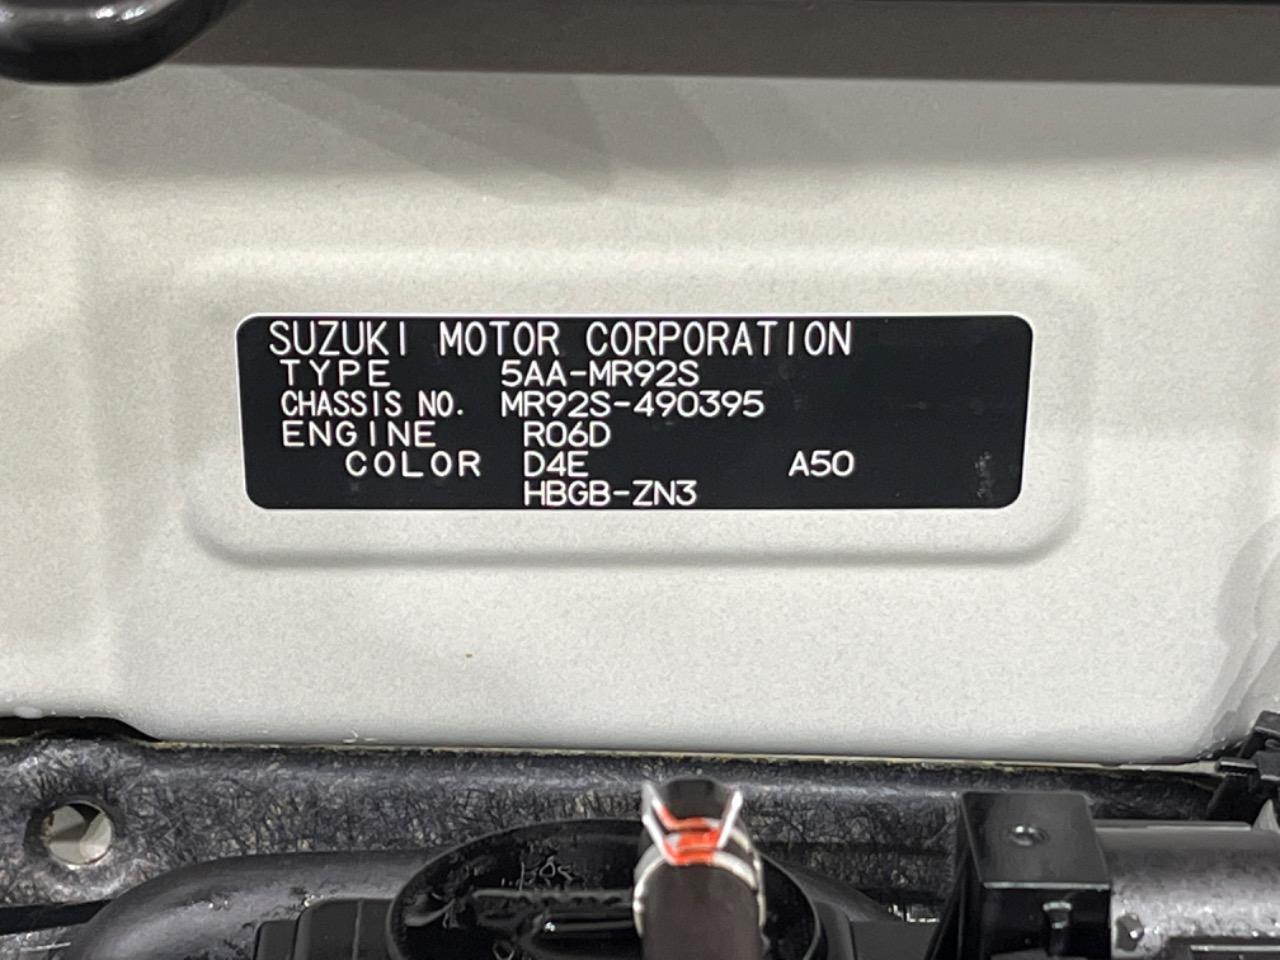 SUZUKI MOTOR CORPORATION
TYPE 5AA-MR92S
CHASSIS NO. MR92S-490395
ENGINE R06D
COLOR D4E A50
HBGB-ZN3